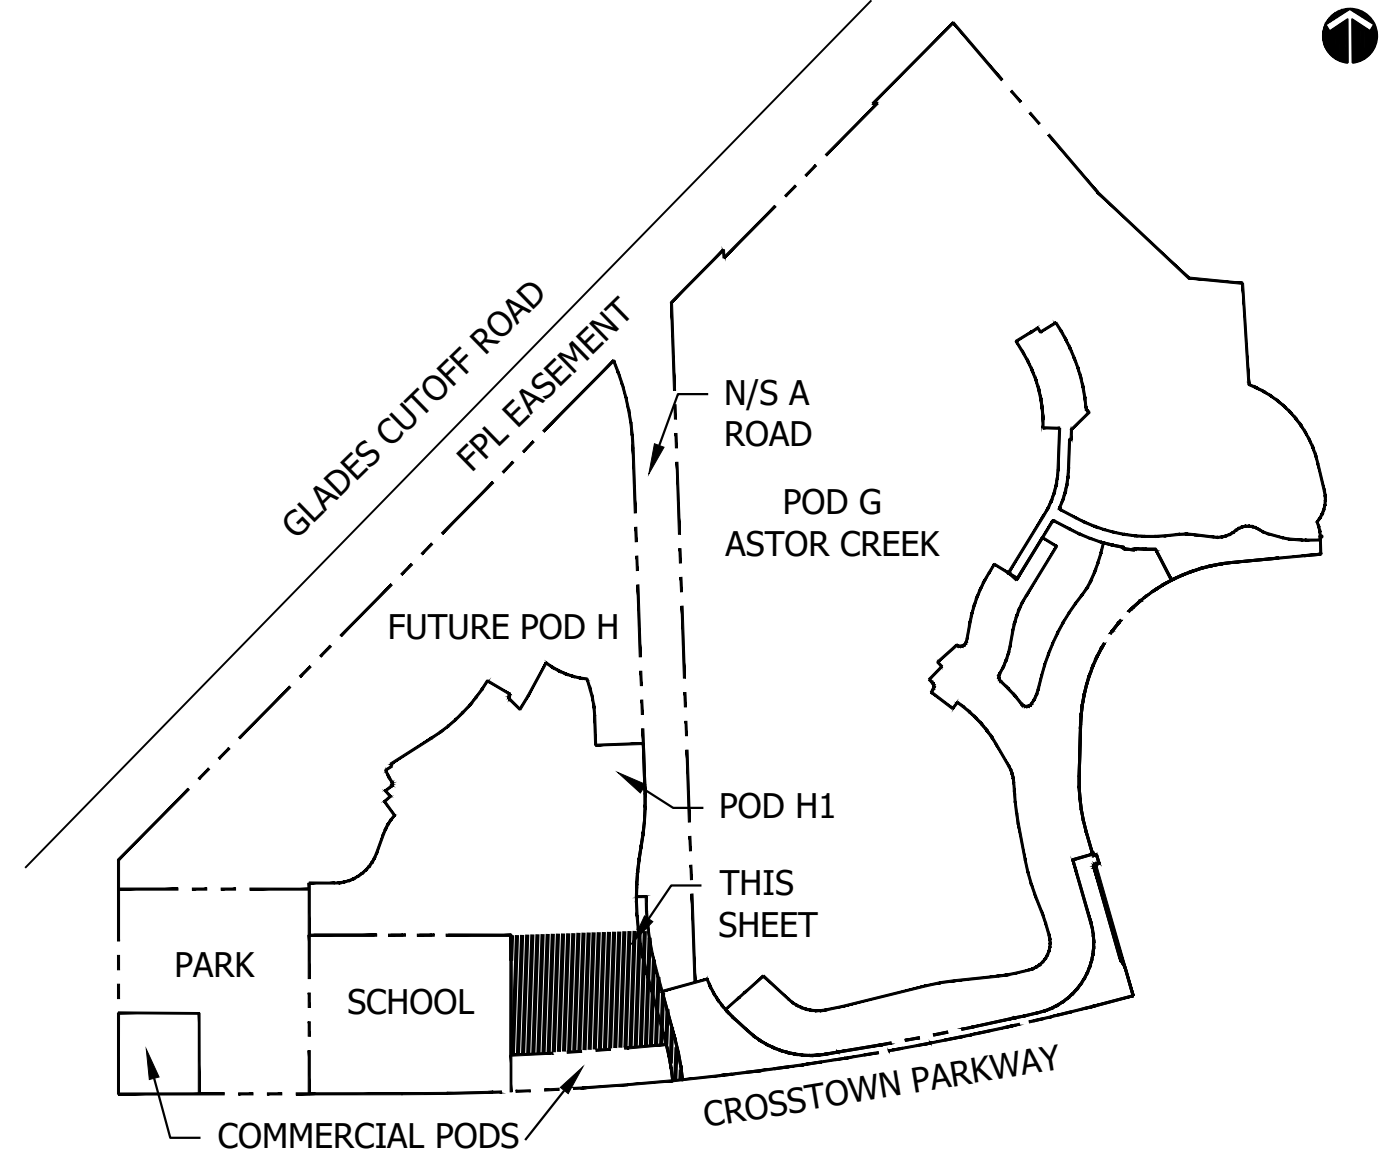 GLADES CUTOFF ROAD
FPL EASEMENT
N/S A
ROAD
POD G
ASTOR CREEK
FUTURE POD H
POD H1
THIS
SHEET
PARK
SCHOOL
CROSSTOWN PARKWAY
COMMERCIAL PODS